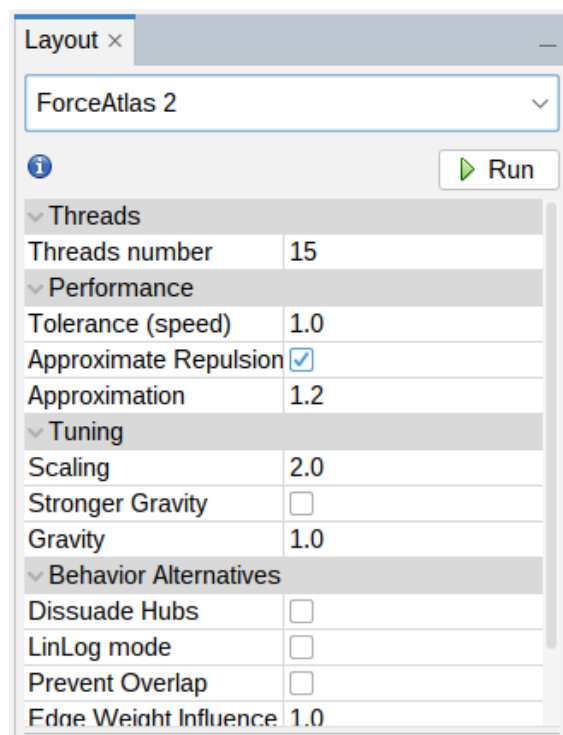 Layout ×
ForceAtlas 2
Run
Threads
Threads number 15
Performance
Tolerance (speed) 1.0
Approximate Repulsion
Approximation 1.2
Tuning
Scaling 2.0
Stronger Gravity
Gravity 1.0
Behavior Alternatives
Dissuade Hubs
LinLog mode
Prevent Overlap
Edge Weight Influence 1.0